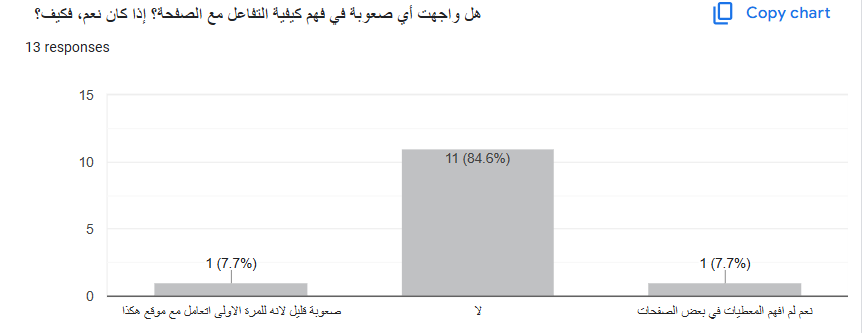 هل واجهت أي صعوبة في فهم كيفية التفاعل مع الصفحة؟ إذا كان نعم، فكيف؟
Copy chart
13 responses
15
10
5
0
1 (7.7%)
11 (84.6%)
1 (7.7%)
صعوبة قليل لانه للمرة الاولى اتعامل مع موقع هكذا
لا
نعم لم افهم المعطيات في بعض الصفحات